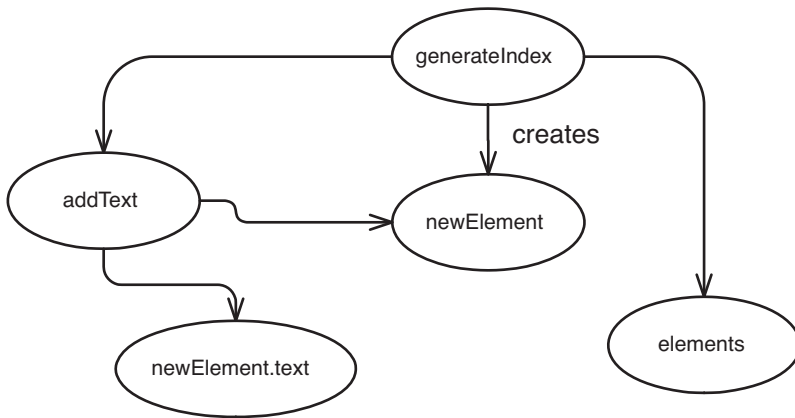 generateIndex
creates
addText
newElement
elements
newElement.text